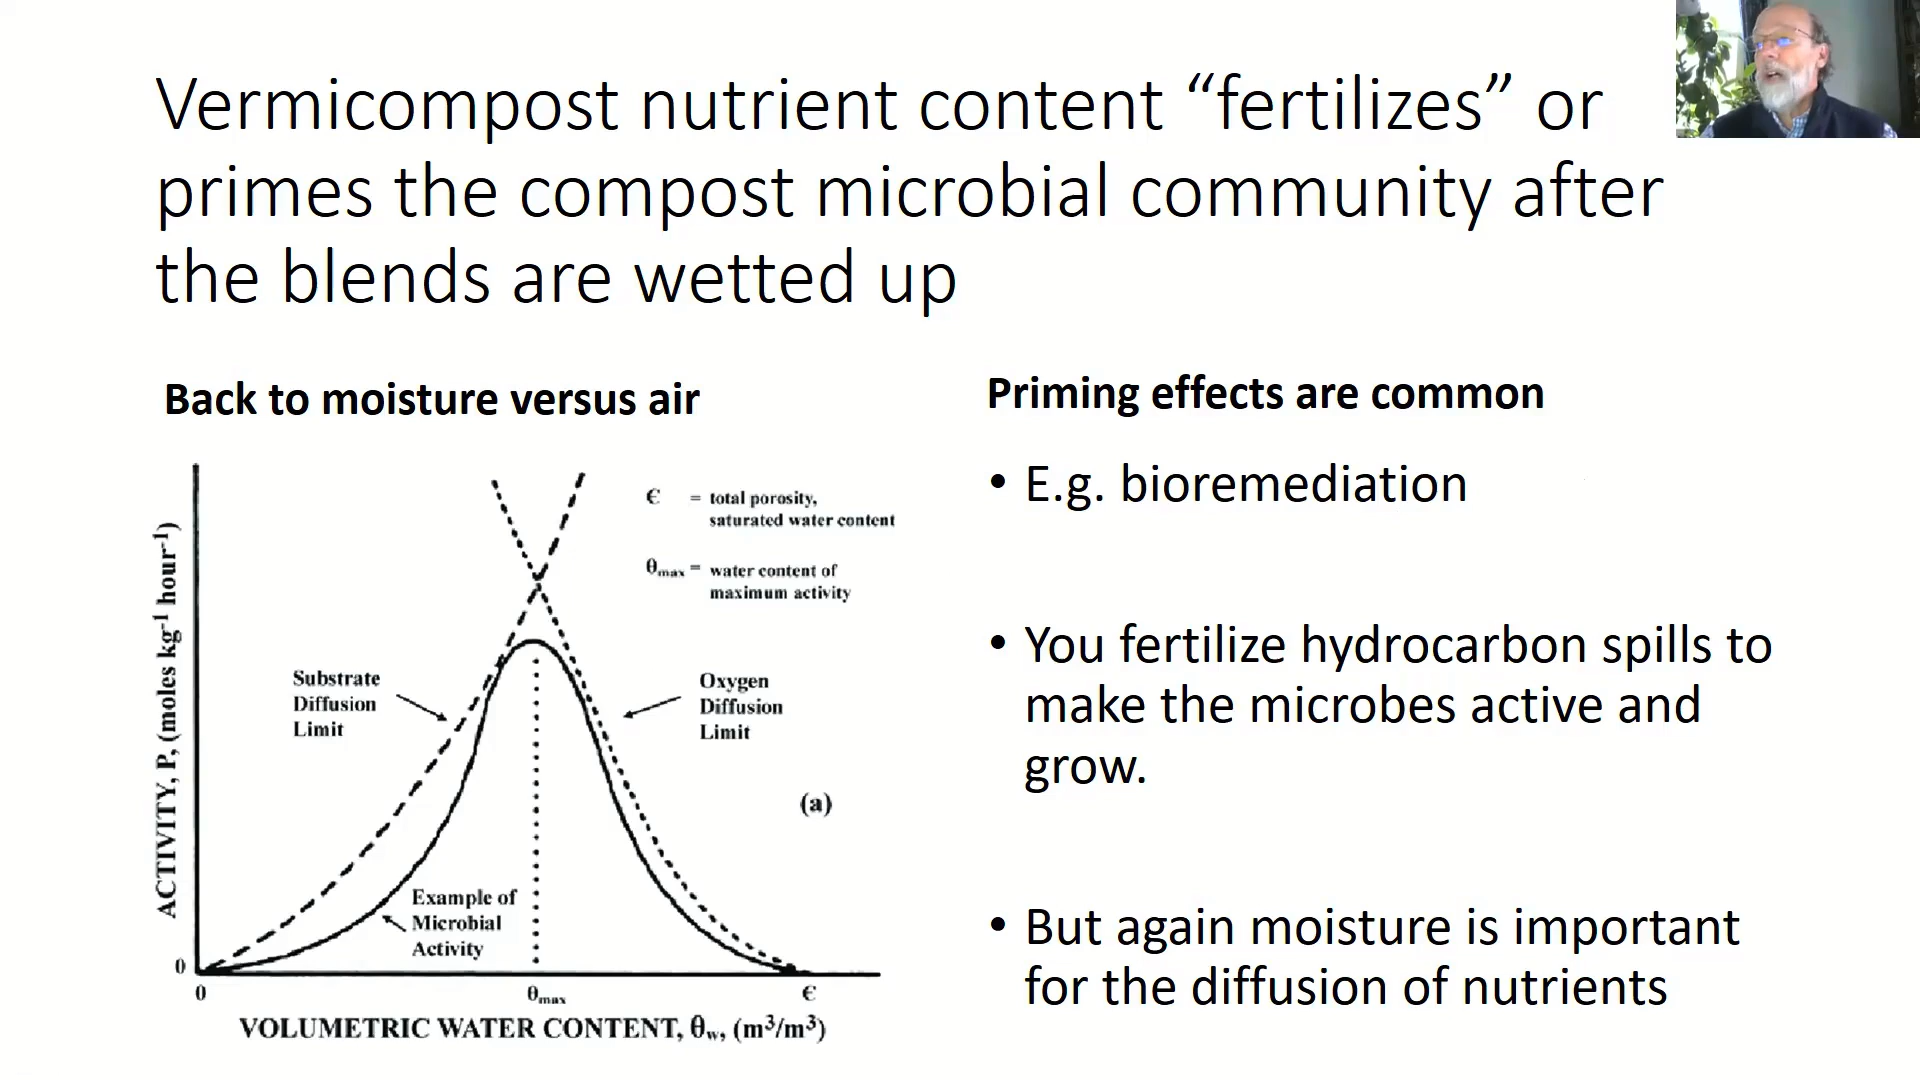 Vermicompost nutrient content “fertilizes” or
primes the compost microbial community after
the blends are wetted up
Back to moisture versus air
ACTIVITY, P, (moles kg⁻¹ hour⁻¹)
Є = total porosity,
saturated water content
θmax = water content of
maximum activity
Substrate
Diffusion
Limit
Oxygen
Diffusion
Limit
(a)
Example of
Microbial
Activity
0
0
θmax
Є
VOLUMETRIC WATER CONTENT, θw, (m³/m³)
Priming effects are common
• E.g. bioremediation
• You fertilize hydrocarbon spills to
make the microbes active and
grow.
• But again moisture is important
for the diffusion of nutrients